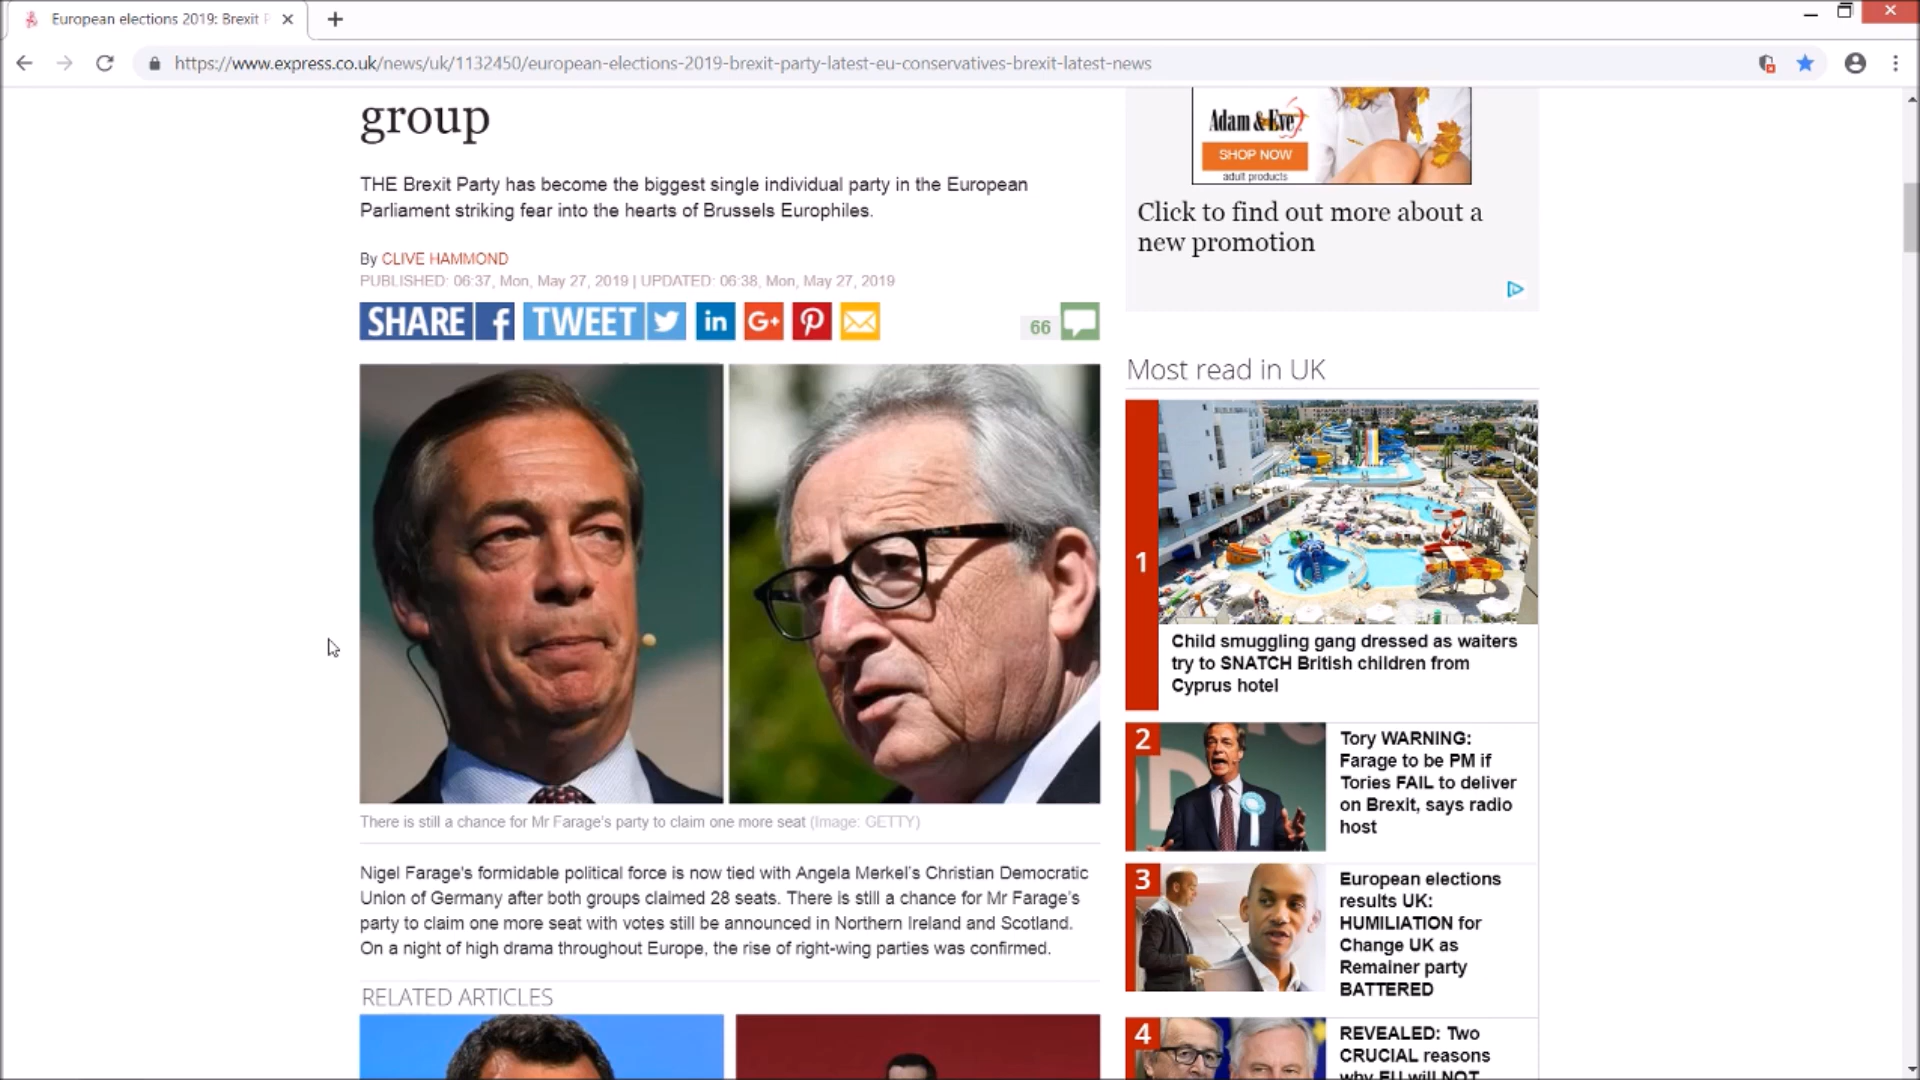 European elections 2019: Brexit P
https://www.express.co.uk/news/uk/1132450/european-elections-2019-brexit-party-latest-eu-conservatives-brexit-latest-news
group
THE Brexit Party has become the biggest single individual party in the European
Parliament striking fear into the hearts of Brussels Europhiles.
By CLIVE HAMMOND
PUBLISHED: 06:37, Mon, May 27, 2019 | UPDATED: 06:38, Mon, May 27, 2019
SHARE f TWEET in G+ 66
There is still a chance for Mr Farage's party to claim one more seat (Image: GETTY)
Nigel Farage's formidable political force is now tied with Angela Merkel's Christian Democratic
Union of Germany after both groups claimed 28 seats. There is still a chance for Mr Farage's
party to claim one more seat with votes still be announced in Northern Ireland and Scotland.
On a night of high drama throughout Europe, the rise of right-wing parties was confirmed.
RELATED ARTICLES
Adam & Eve
SHOP NOW
adult products
Click to find out more about a
new promotion
Most read in UK
1
Child smuggling gang dressed as waiters
try to SNATCH British children from
Cyprus hotel
2
Tory WARNING:
Farage to be PM if
Tories FAIL to deliver
on Brexit, says radio
host
3
European elections
results UK:
HUMILIATION for
Change UK as
Remainer party
BATTERED
4
REVEALED: Two
CRUCIAL reasons
why EU will NOT